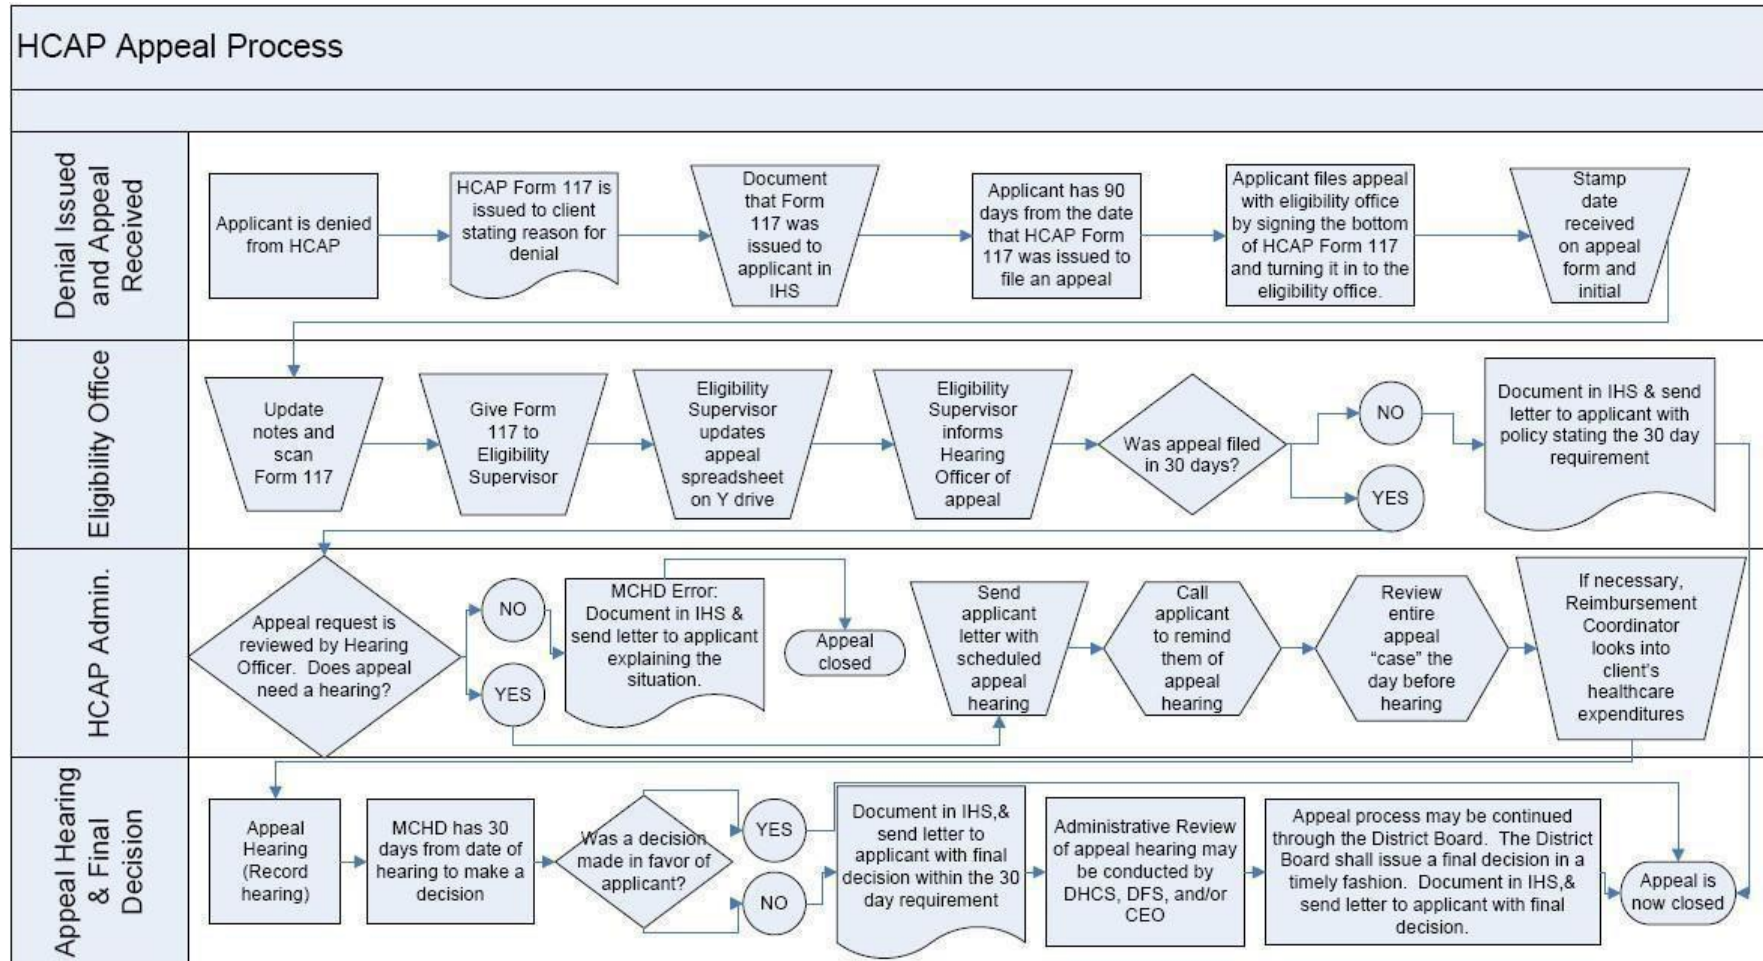 HCAP Appeal Process
Denial Issued
and Appeal
Received
Applicant is denied
from HCAP
HCAP Form 117 is
issued to client
stating reason for
denial
Document
that Form
117 was
issued to
applicant in
IHS
Applicant has 90
days from the date
that HCAP Form
117 was issued to
file an appeal
Applicant files appeal
with eligibility office
by signing the bottom
of HCAP Form 117
and turning it in to the
eligibility office.
Stamp
date
received
on appeal
form and
initial
Eligibility Office
Update
notes and
scan
Form 117
Give Form
117 to
Eligibility
Supervisor
Eligibility
Supervisor
updates
appeal
spreadsheet
on Y drive
Eligibility
Supervisor
informs
Hearing
Officer of
appeal
Was appeal filed
in 30 days?
NO
YES
Document in IHS & send
letter to applicant with
policy stating the 30 day
requirement
HCAP Admin.
Appeal request is
reviewed by Hearing
Officer. Does appeal
need a hearing?
NO
YES
MCHD Error:
Document in IHS &
send letter to applicant
explaining the
situation.
Appeal
closed
Send
applicant
letter with
scheduled
appeal
hearing
Call
applicant
to remind
them of
appeal
hearing
Review
entire
appeal
“case” the
day before
hearing
If necessary,
Reimbursement
Coordinator
looks into
client’s
healthcare
expenditures
Appeal Hearing
& Final
Decision
Appeal
Hearing
(Record
hearing)
MCHD has 30
days from date of
hearing to make a
decision
Was a decision
made in favor of
applicant?
YES
NO
Document in IHS,&
send letter to
applicant with final
decision within the 30
day requirement
Administrative Review
of appeal hearing may
be conducted by
DHCS, DFS, and/or
CEO
Appeal process may be continued
through the District Board. The District
Board shall issue a final decision in a
timely fashion. Document in IHS,&
send letter to applicant with final
decision.
Appeal is
now closed